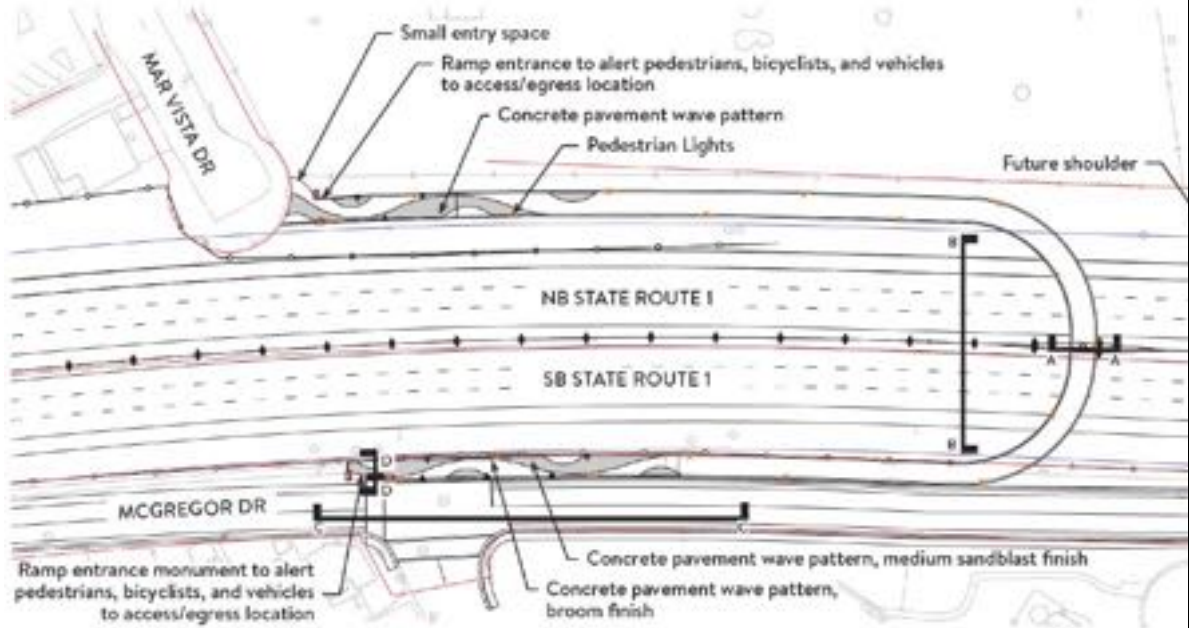 Small entry space
MAR VISTA DR
Ramp entrance to alert pedestrians, bicyclists, and vehicles
to access/egress location
Concrete pavement wave pattern
Pedestrian Lights
Future shoulder
B
NB STATE ROUTE 1
A
A
SB STATE ROUTE 1
B
D
D
MCGREGOR DR
C
C
Ramp entrance monument to alert
pedestrians, bicyclists, and vehicles
to access/egress location
Concrete pavement wave pattern, medium sandblast finish
Concrete pavement wave pattern,
broom finish